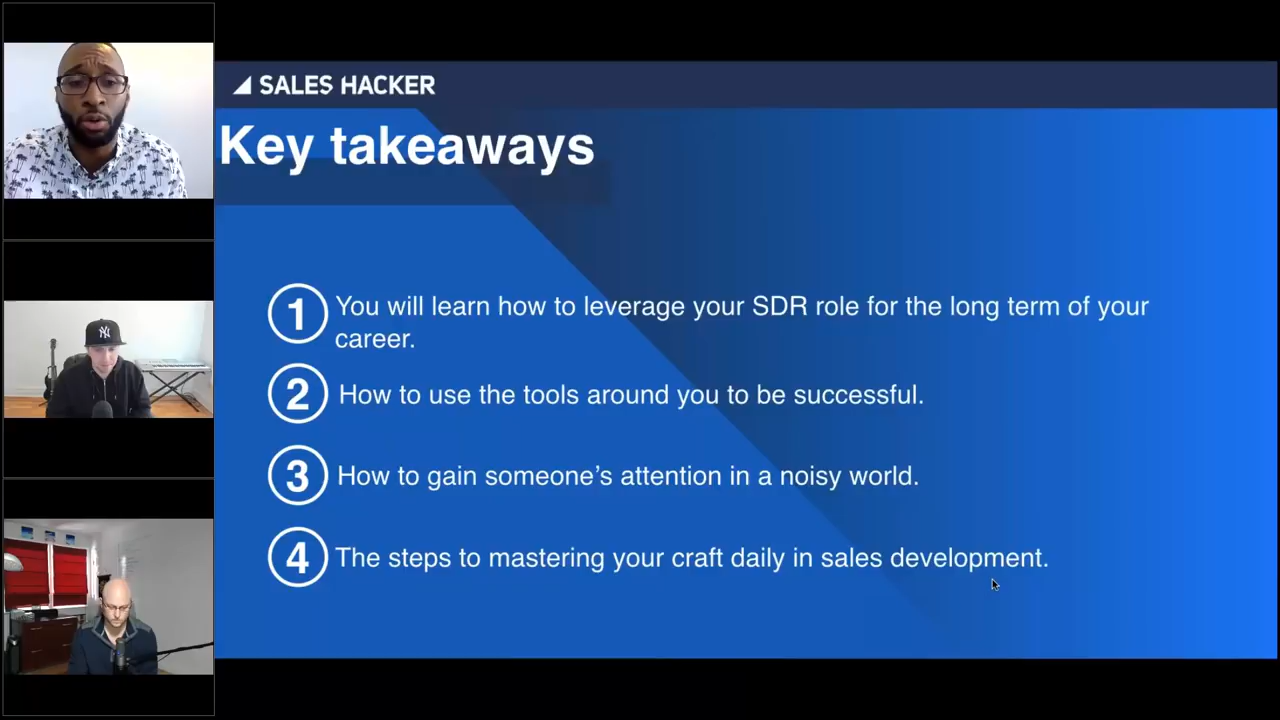 SALES HACKER
Key takeaways
1 You will learn how to leverage your SDR role for the long term of your
career.
2 How to use the tools around you to be successful.
3 How to gain someone’s attention in a noisy world.
4 The steps to mastering your craft daily in sales development.
NY